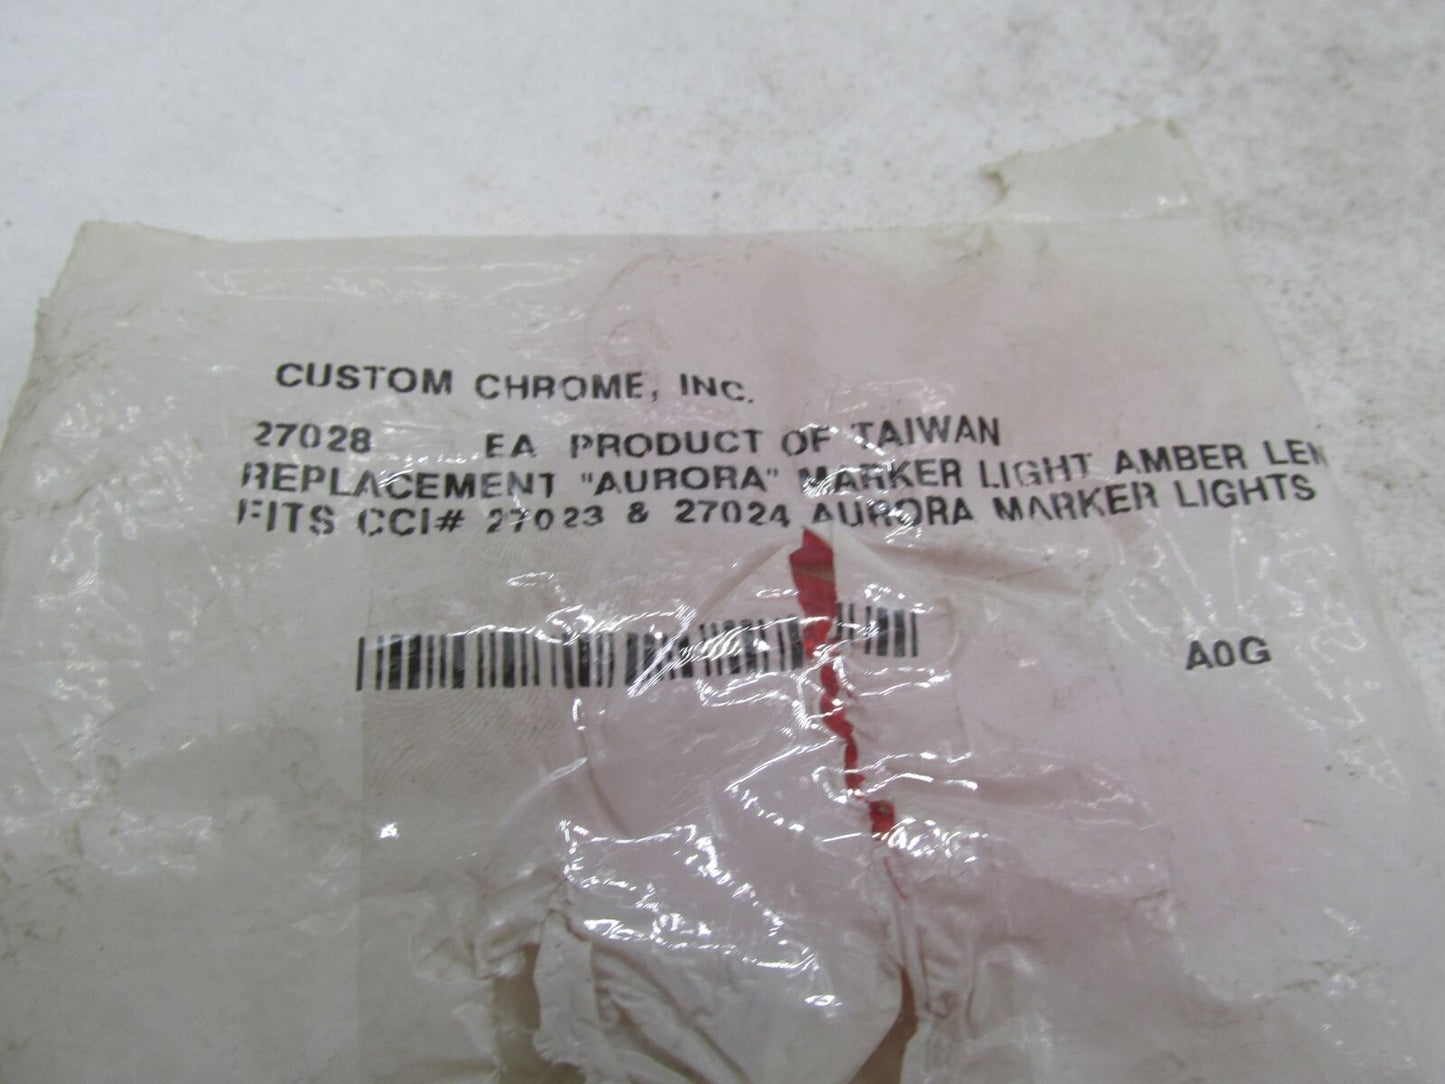 CUSTOM CHROME, INC.
27028 EA PRODUCT OF TAIWAN
REPLACEMENT "AURORA" MARKER LIGHT AMBER LEN
FITS CCI# 27023 & 27024 AURORA MARKER LIGHTS
A0G